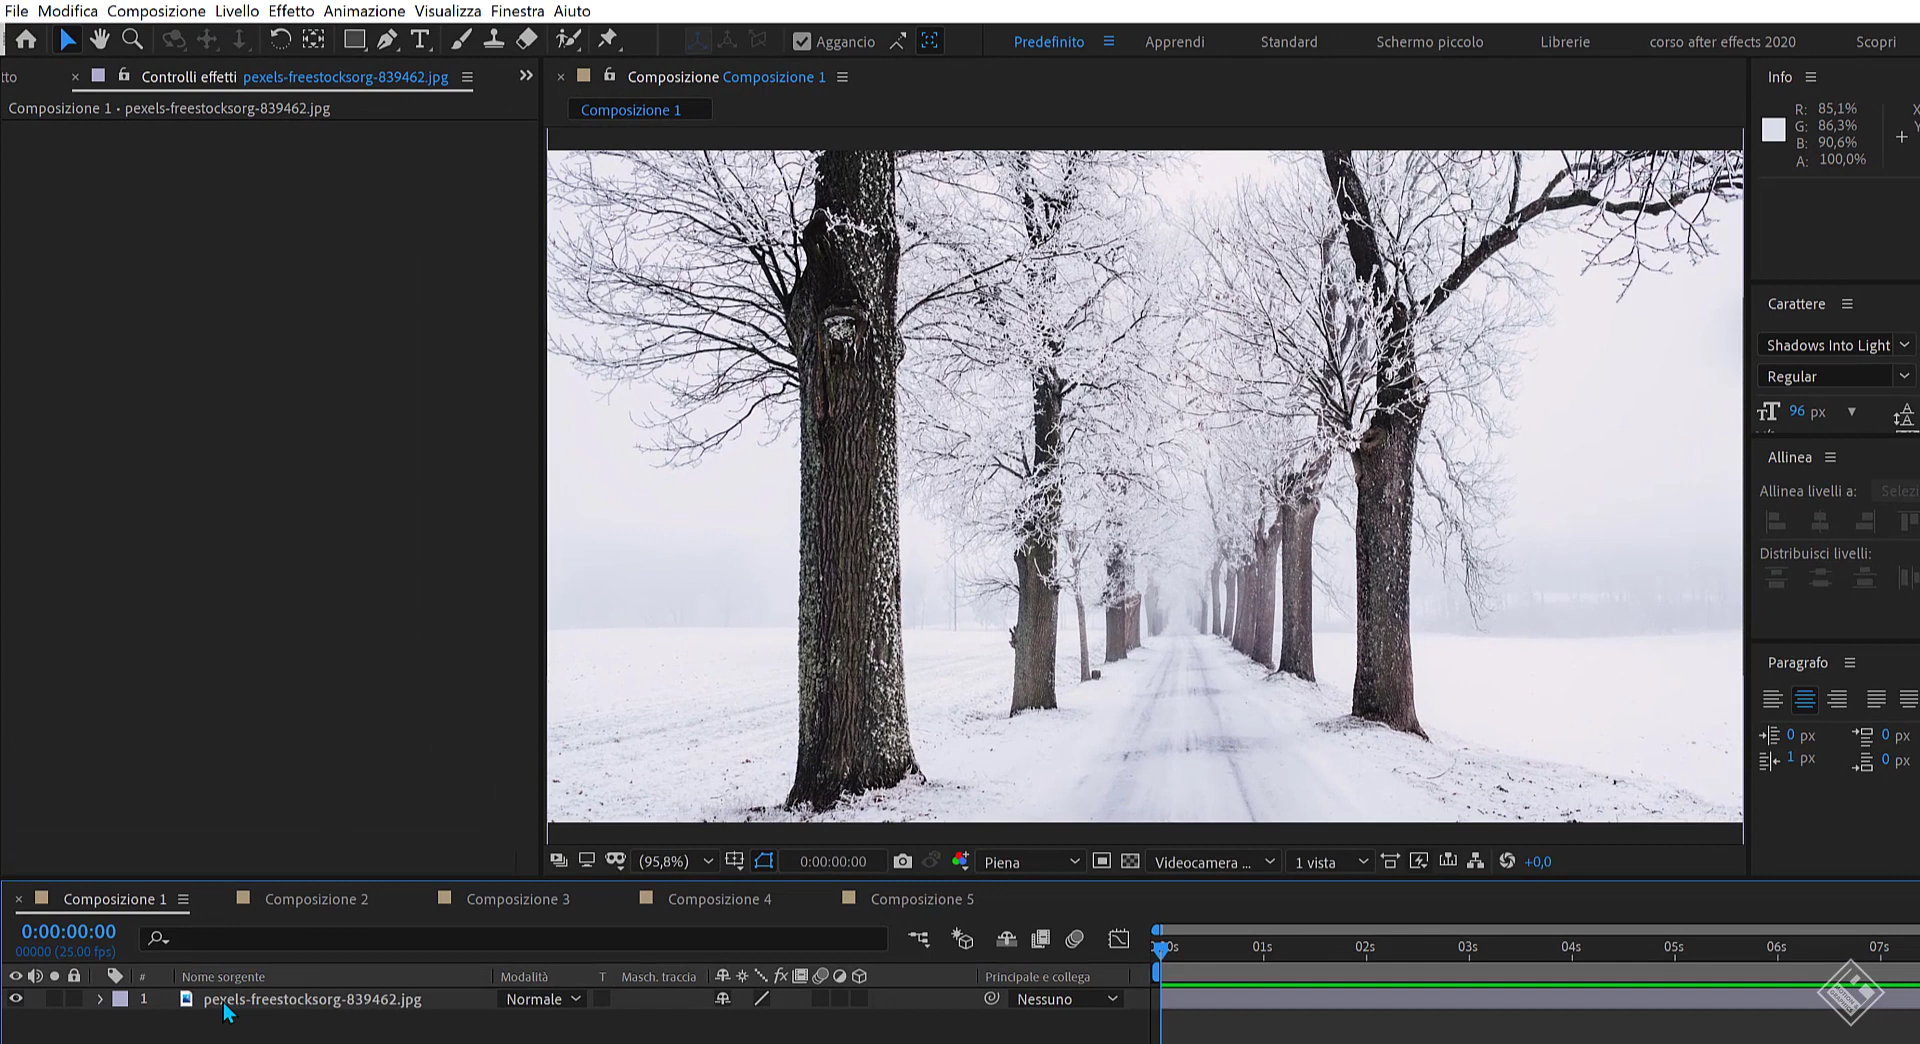 File Modifica Composizione Livello Effetto Animazione Visualizza Finestra Aiuto
Aggancio
Predefinito Apprendi Standard Schermo piccolo Librerie corso after effects 2020 Scopri
tto × Controlli effetti pexels-freestocksorg-839462.jpg
Composizione 1 • pexels-freestocksorg-839462.jpg
× Composizione Composizione 1
Composizione 1
Info
R: 85,1%
G: 86,3%
B: 90,6%
A: 100,0%
X
Y
Carattere
Shadows Into Light
Regular
96 px
Allinea
Allinea livelli a: Selezi
Distribuisci livelli:
Paragrafo
0 px 0 px
1 px 0 px
(95,8%) 0:00:00:00 Piena Videocamera ... 1 vista +0,0
× Composizione 1 Composizione 2 Composizione 3 Composizione 4 Composizione 5
0:00:00:00
00000 (25.00 fps)
0s 01s 02s 03s 04s 05s 06s 07s
# Nome sorgente Modalità T Masch. traccia fx Principale e collega
1 pexels-freestocksorg-839462.jpg Normale Nessuno